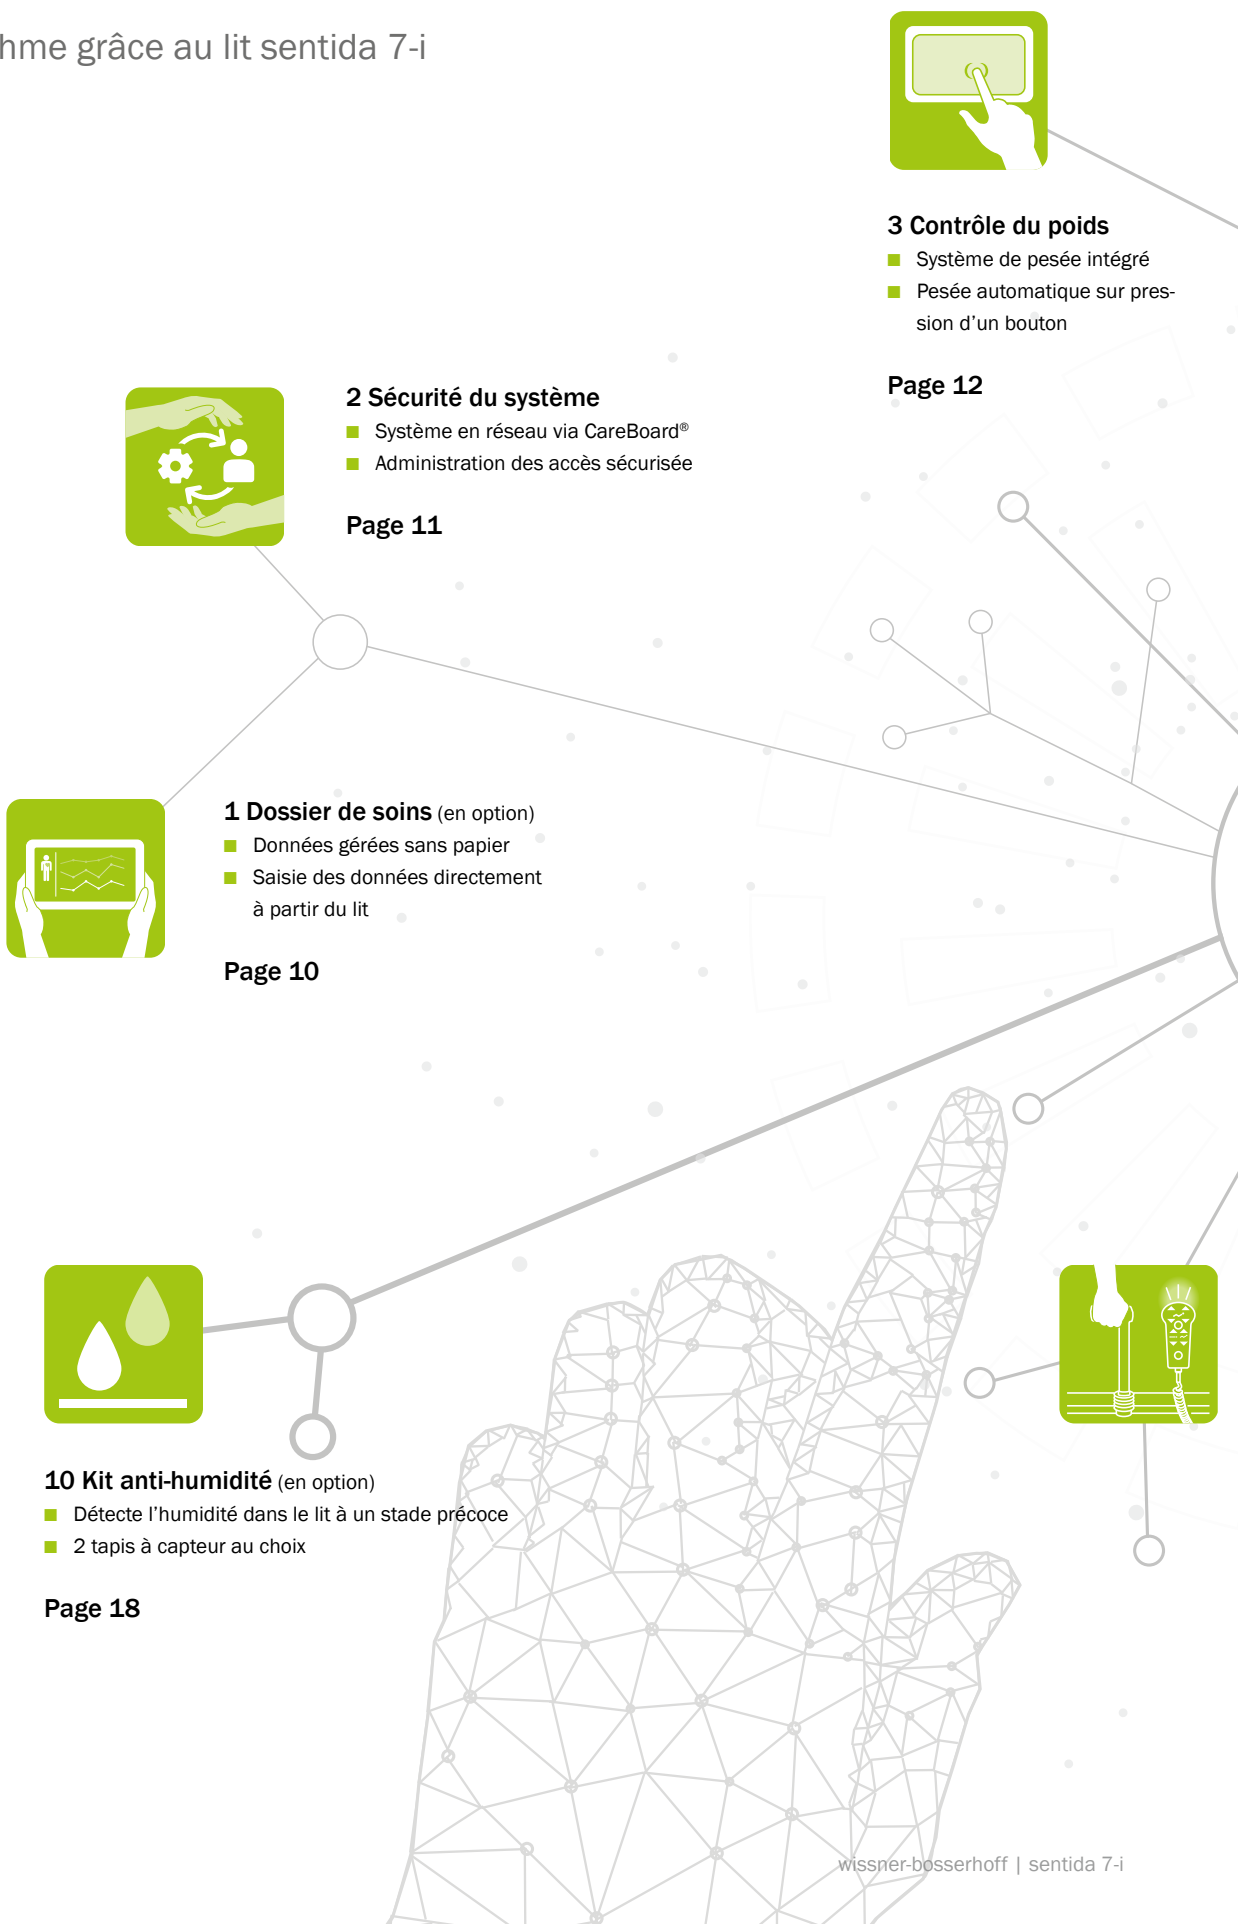 hme grâce au lit sentida 7-i
3 Contrôle du poids
Système de pesée intégré
Pesée automatique sur pres-
sion d’un bouton
Page 12
2 Sécurité du système
Système en réseau via CareBoard®
Administration des accès sécurisée
Page 11
1 Dossier de soins (en option)
Données gérées sans papier
Saisie des données directement
à partir du lit
Page 10
10 Kit anti-humidité (en option)
Détecte l’humidité dans le lit à un stade précoce
2 tapis à capteur au choix
Page 18
wissner-bosserhoff | sentida 7-i